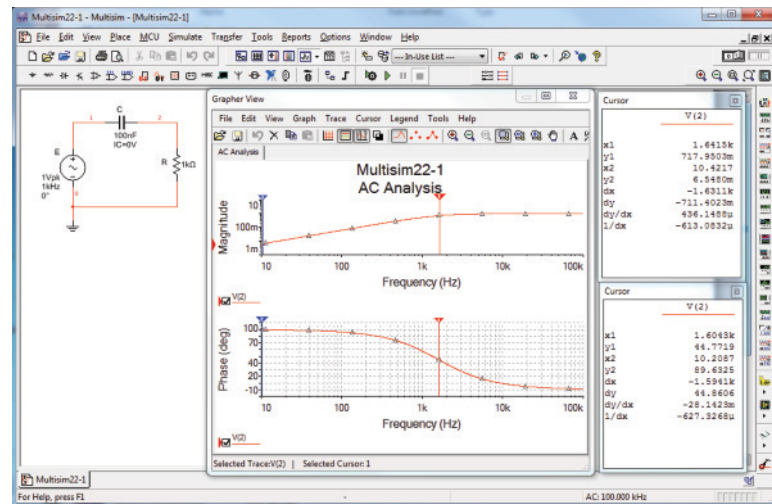 Multisim22-1 - Multisim - [Multisim22-1]
File Edit View Place MCU Simulate Transfer Tools Reports Options Window Help
--- In-Use List ---
C
1 2
100nF
IC=0V
E
R 1kΩ
1Vpk
1kHz
0°
0
Grapher View
File Edit View Graph Trace Cursor Legend Tools Help
AC Analysis
Multisim22-1
AC Analysis
Magnitude
10
100m
1m
10 100 1k 10k 100k
Frequency (Hz)
V(2)
Phase (deg)
100
70
40
20
-10
10 100 1k 10k 100k
Frequency (Hz)
V(2)
Selected Trace:V(2) | Selected Cursor: 1
Cursor
V(2)
x1 1.6415k
y1 717.9503m
x2 10.4217
y2 6.5480m
dx -1.6311k
dy -711.4023m
dy/dx 436.1488µ
1/dx -613.0832µ
Cursor
V(2)
x1 1.6043k
y1 44.7719
x2 10.2087
y2 89.6325
dx -1.5941k
dy 44.8606
dy/dx -28.1423m
1/dx -627.3268µ
Multisim22-1
For Help, press F1
AC: 100.000 kHz